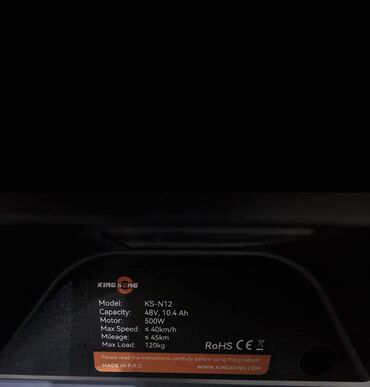 KINGSONG
Model: KS-N12
Capacity: 48V, 10.4 Ah
Motor: 500W
Max Speed: ≤ 40km/h
Mileage: ≤ 45km
Max Load: 120kg
RoHS CE
Please read the instructions carefully before using this product!
MADE IN P.R.C WWW.KINGSONG.COM